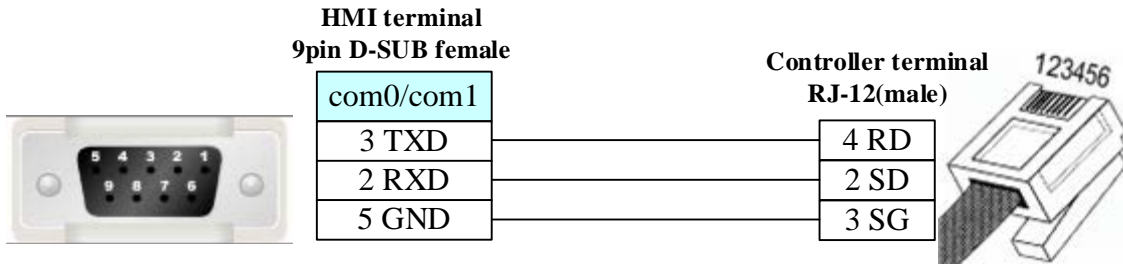 HMI terminal
9pin D-SUB female
com0/com1
3 TXD
2 RXD
5 GND
Controller terminal
RJ-12(male)
4 RD
2 SD
3 SG
5 4 3 2 1
9 8 7 6
123456